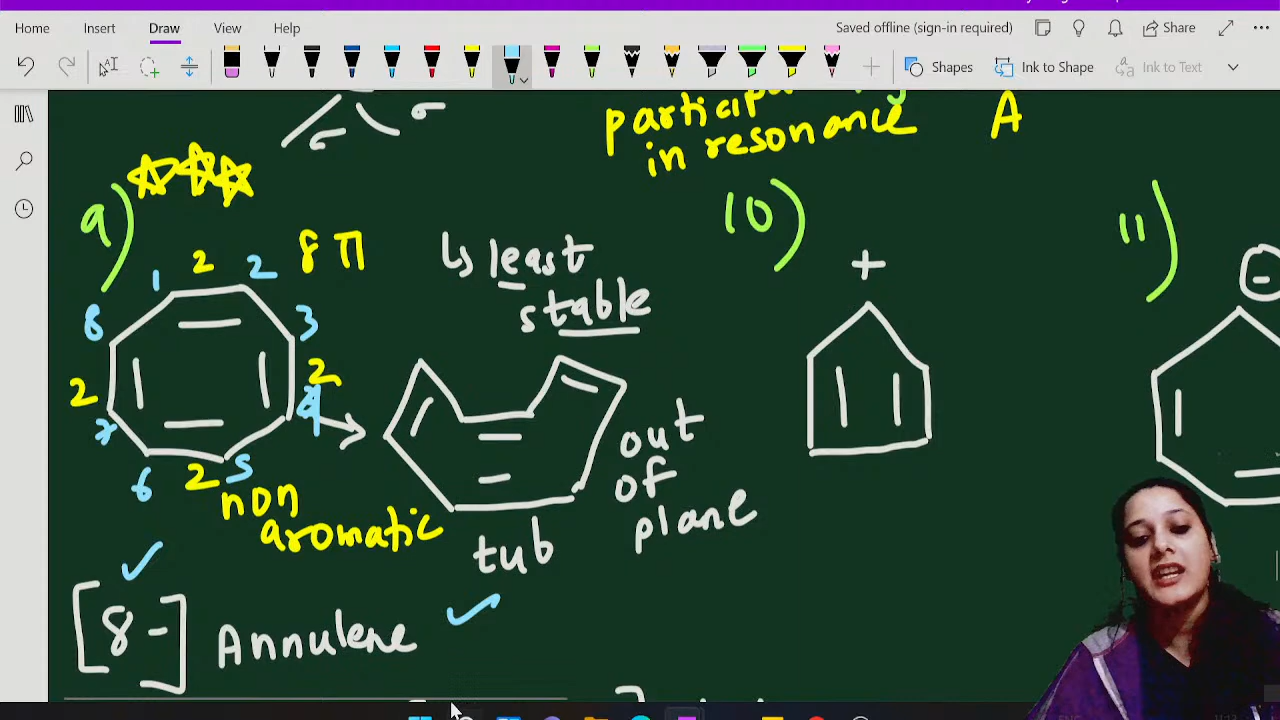 Home Insert Draw View Help
Saved offline (sign-in required)
Share
Shapes
Ink to Shape
Ink to Text
participa
in resonance
A
9)
8 π
1 2 2
3
2
4
5
2
6
7
2
8
non
aromatic
↳ least
stable
out
of
plane
tub
[8-] Annulene
10)
+
11)
-